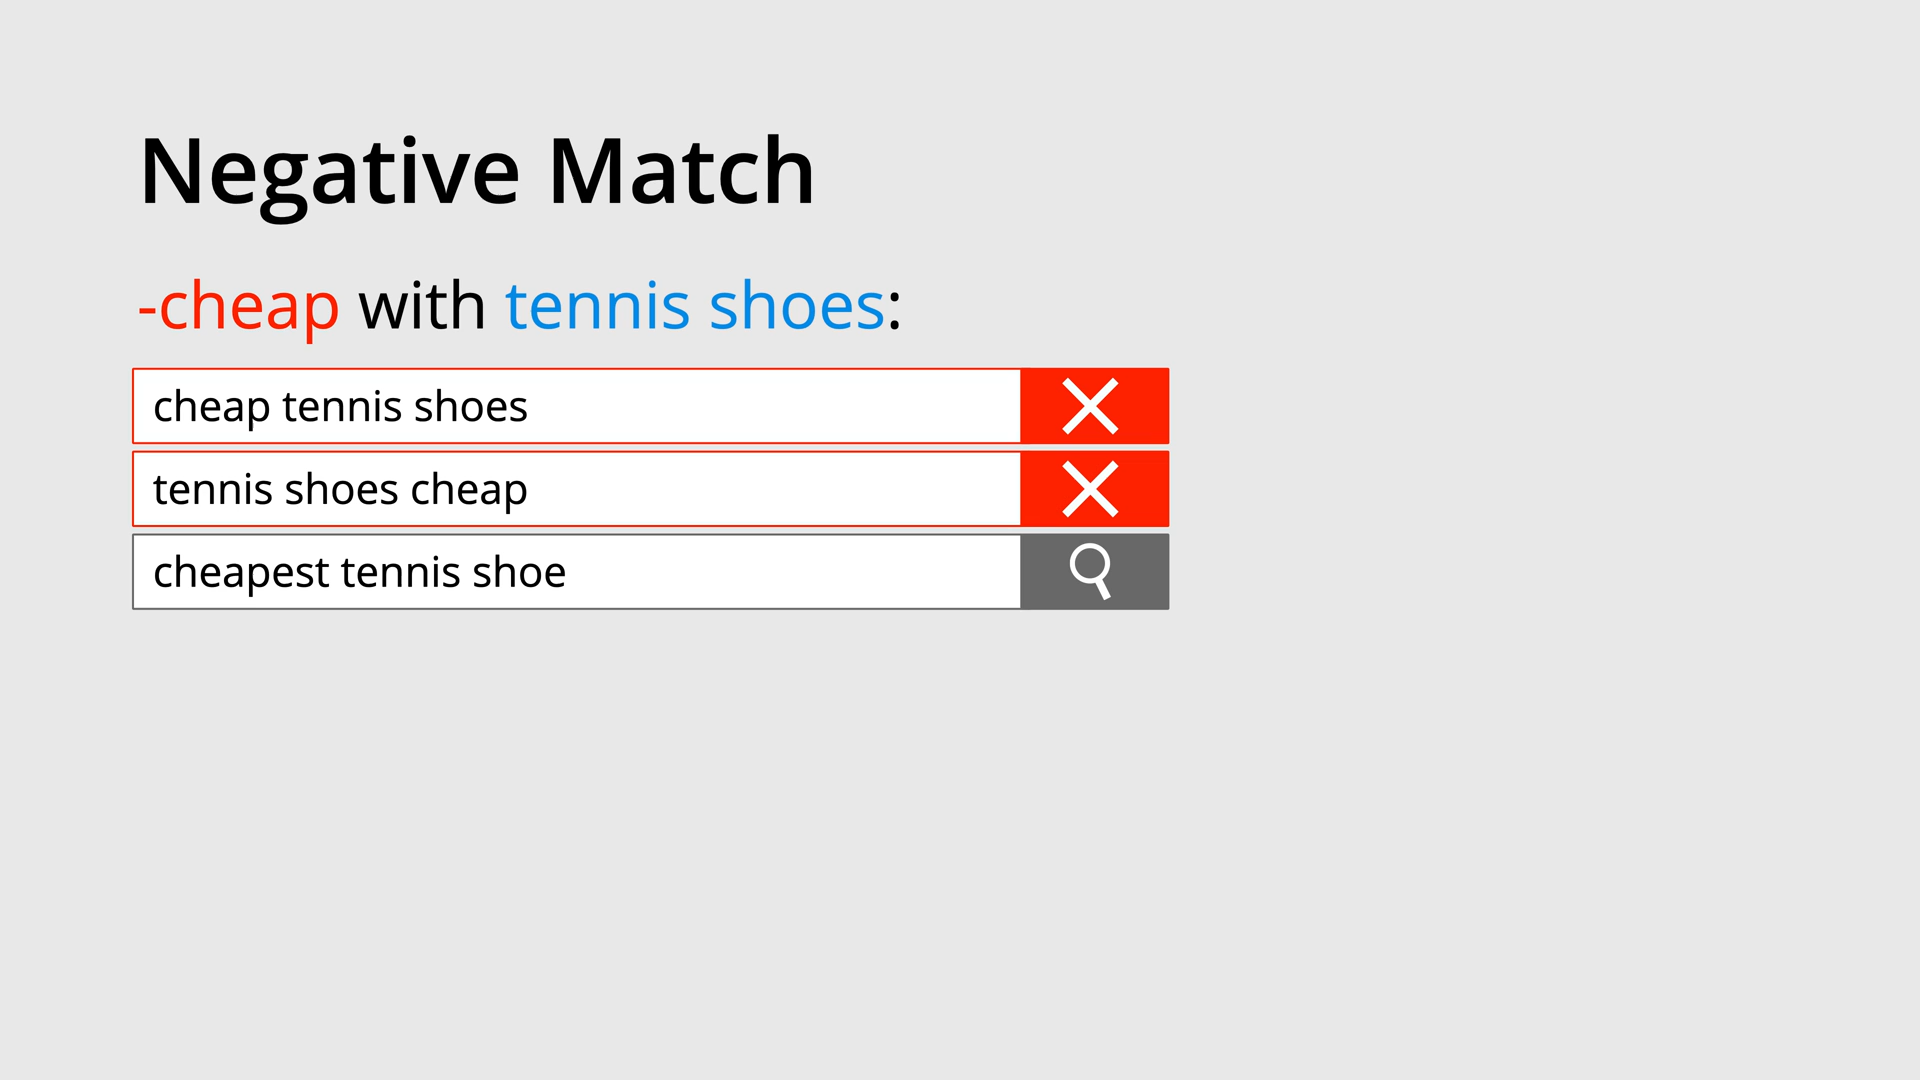 Negative Match
-cheap with tennis shoes:
cheap tennis shoes
tennis shoes cheap
cheapest tennis shoe